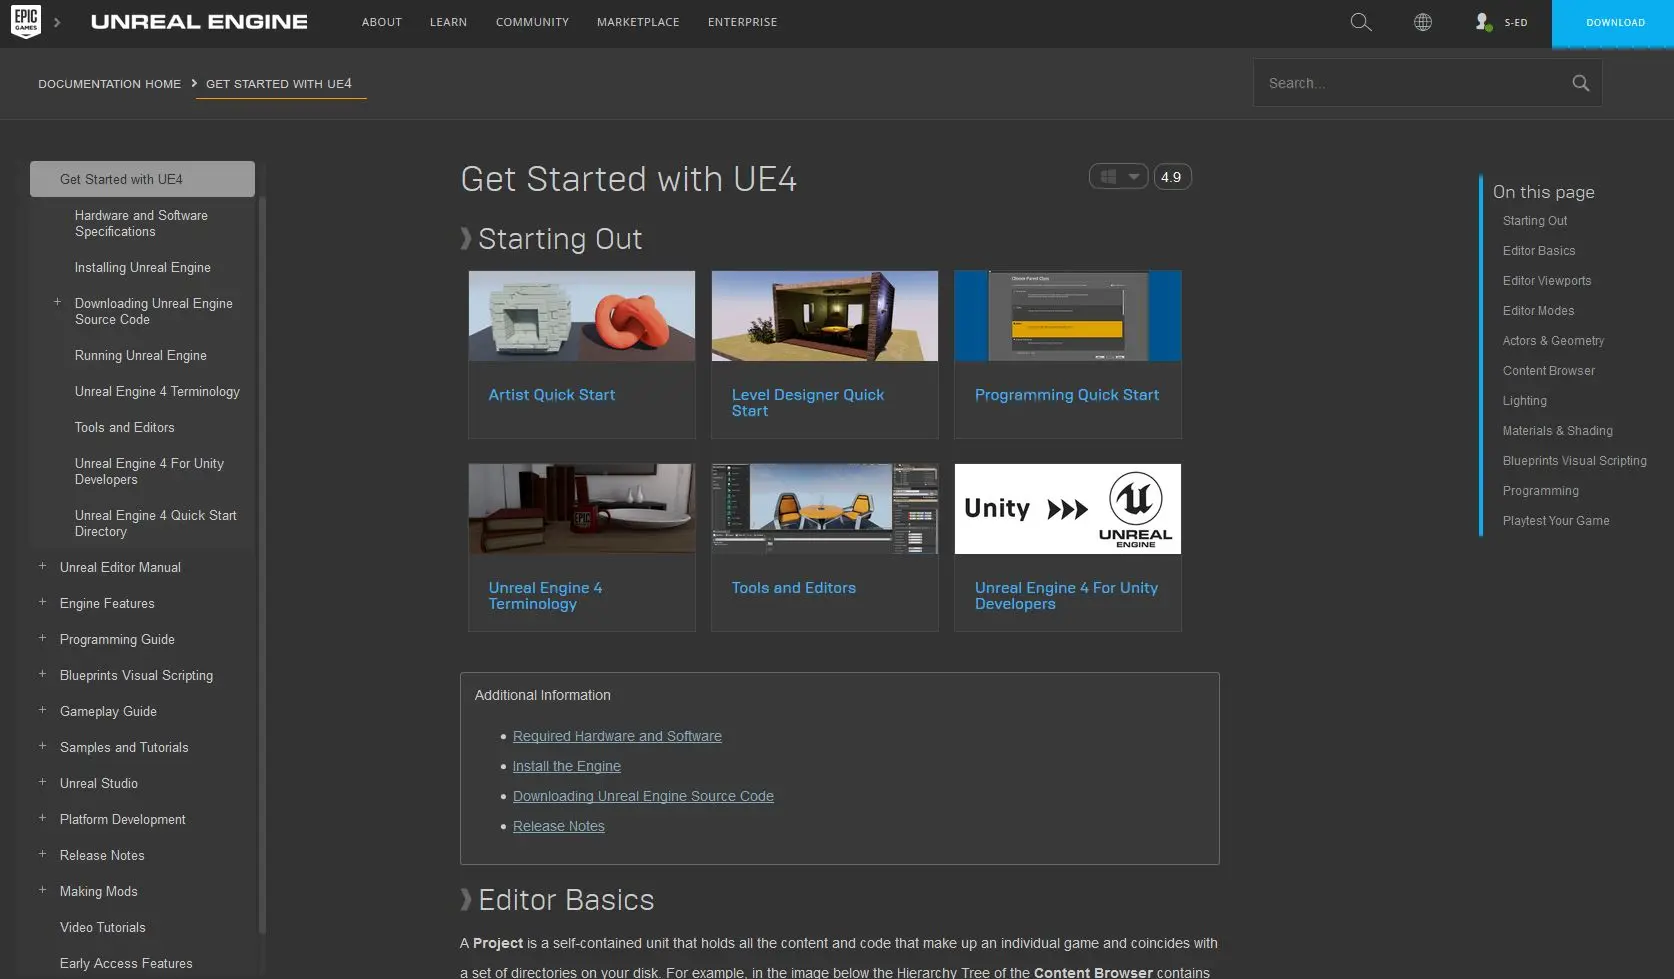 EPIC GAMES
UNREAL ENGINE
ABOUT LEARN COMMUNITY MARKETPLACE ENTERPRISE
S-ED
DOWNLOAD
DOCUMENTATION HOME > GET STARTED WITH UE4
Search...
Get Started with UE4
Hardware and Software
Specifications
Installing Unreal Engine
+ Downloading Unreal Engine
Source Code
Running Unreal Engine
Unreal Engine 4 Terminology
Tools and Editors
Unreal Engine 4 For Unity
Developers
Unreal Engine 4 Quick Start
Directory
+ Unreal Editor Manual
+ Engine Features
+ Programming Guide
+ Blueprints Visual Scripting
+ Gameplay Guide
+ Samples and Tutorials
+ Unreal Studio
+ Platform Development
+ Release Notes
+ Making Mods
Video Tutorials
Early Access Features
Get Started with UE4
4.9
Starting Out
Artist Quick Start
Level Designer Quick
Start
Programming Quick Start
EPIC
Unity
UNREAL
ENGINE
Unreal Engine 4
Terminology
Tools and Editors
Unreal Engine 4 For Unity
Developers
Additional Information
• Required Hardware and Software
• Install the Engine
• Downloading Unreal Engine Source Code
• Release Notes
Editor Basics
A Project is a self-contained unit that holds all the content and code that make up an individual game and coincides with
a set of directories on your disk. For example, in the image below the Hierarchy Tree of the Content Browser contains
On this page
Starting Out
Editor Basics
Editor Viewports
Editor Modes
Actors & Geometry
Content Browser
Lighting
Materials & Shading
Blueprints Visual Scripting
Programming
Playtest Your Game